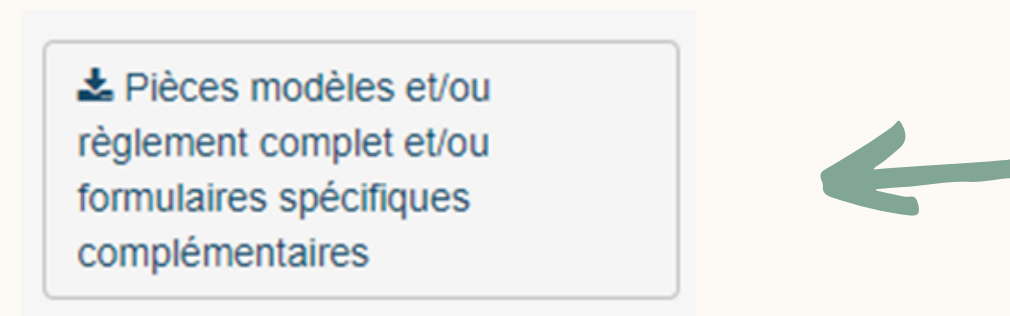 Pièces modèles et/ou
règlement complet et/ou
formulaires spécifiques
complémentaires